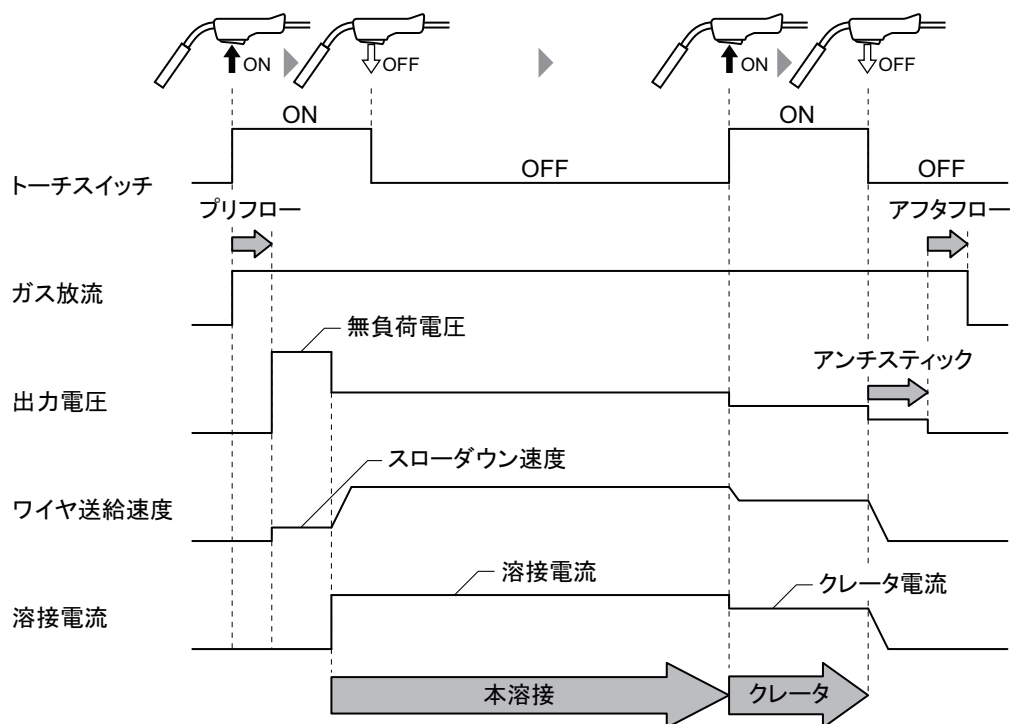 ON
OFF
ON
OFF
ON
ON
OFF
OFF
トーチスイッチ
プリフロー
アフタフロー
ガス放流
無負荷電圧
アンチスティック
出力電圧
スローダウン速度
ワイヤ送給速度
溶接電流
クレータ電流
溶接電流
本溶接
クレータ